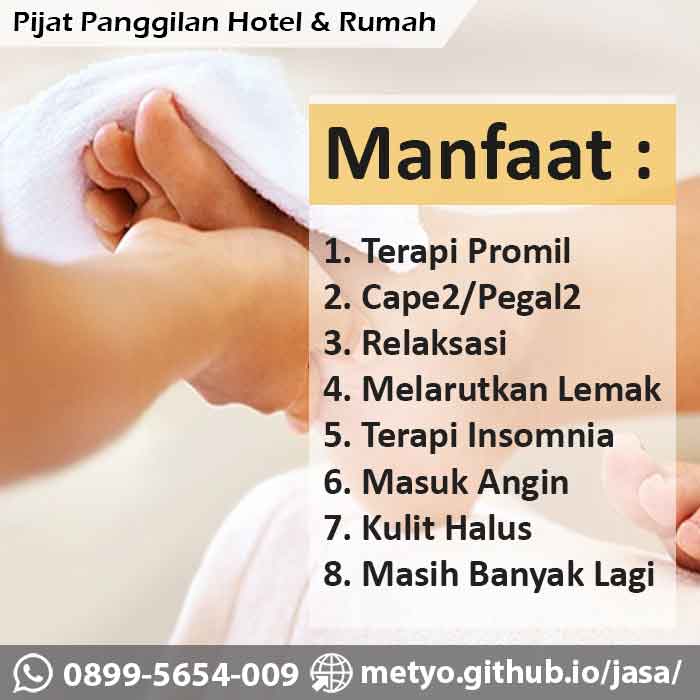 Pijat Panggilan Hotel & Rumah
Manfaat :
1. Terapi Promil
2. Cape2/Pegal2
3. Relaksasi
4. Melarutkan Lemak
5. Terapi Insomnia
6. Masuk Angin
7. Kulit Halus
8. Masih Banyak Lagi
0899-5654-009 metyo.github.io/jasa/